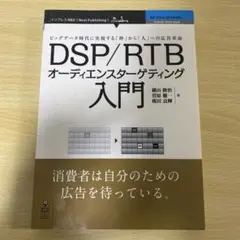 インプレスR&D [ Next Publishing ]
ビッグデータ時代に実現する「枠」から「人」への広告革命
DSP/RTB
オーディエンスターゲティング
入門
横山隆治
菅原健一
楳田良輝
著
消費者は自分のための
広告を待っている。